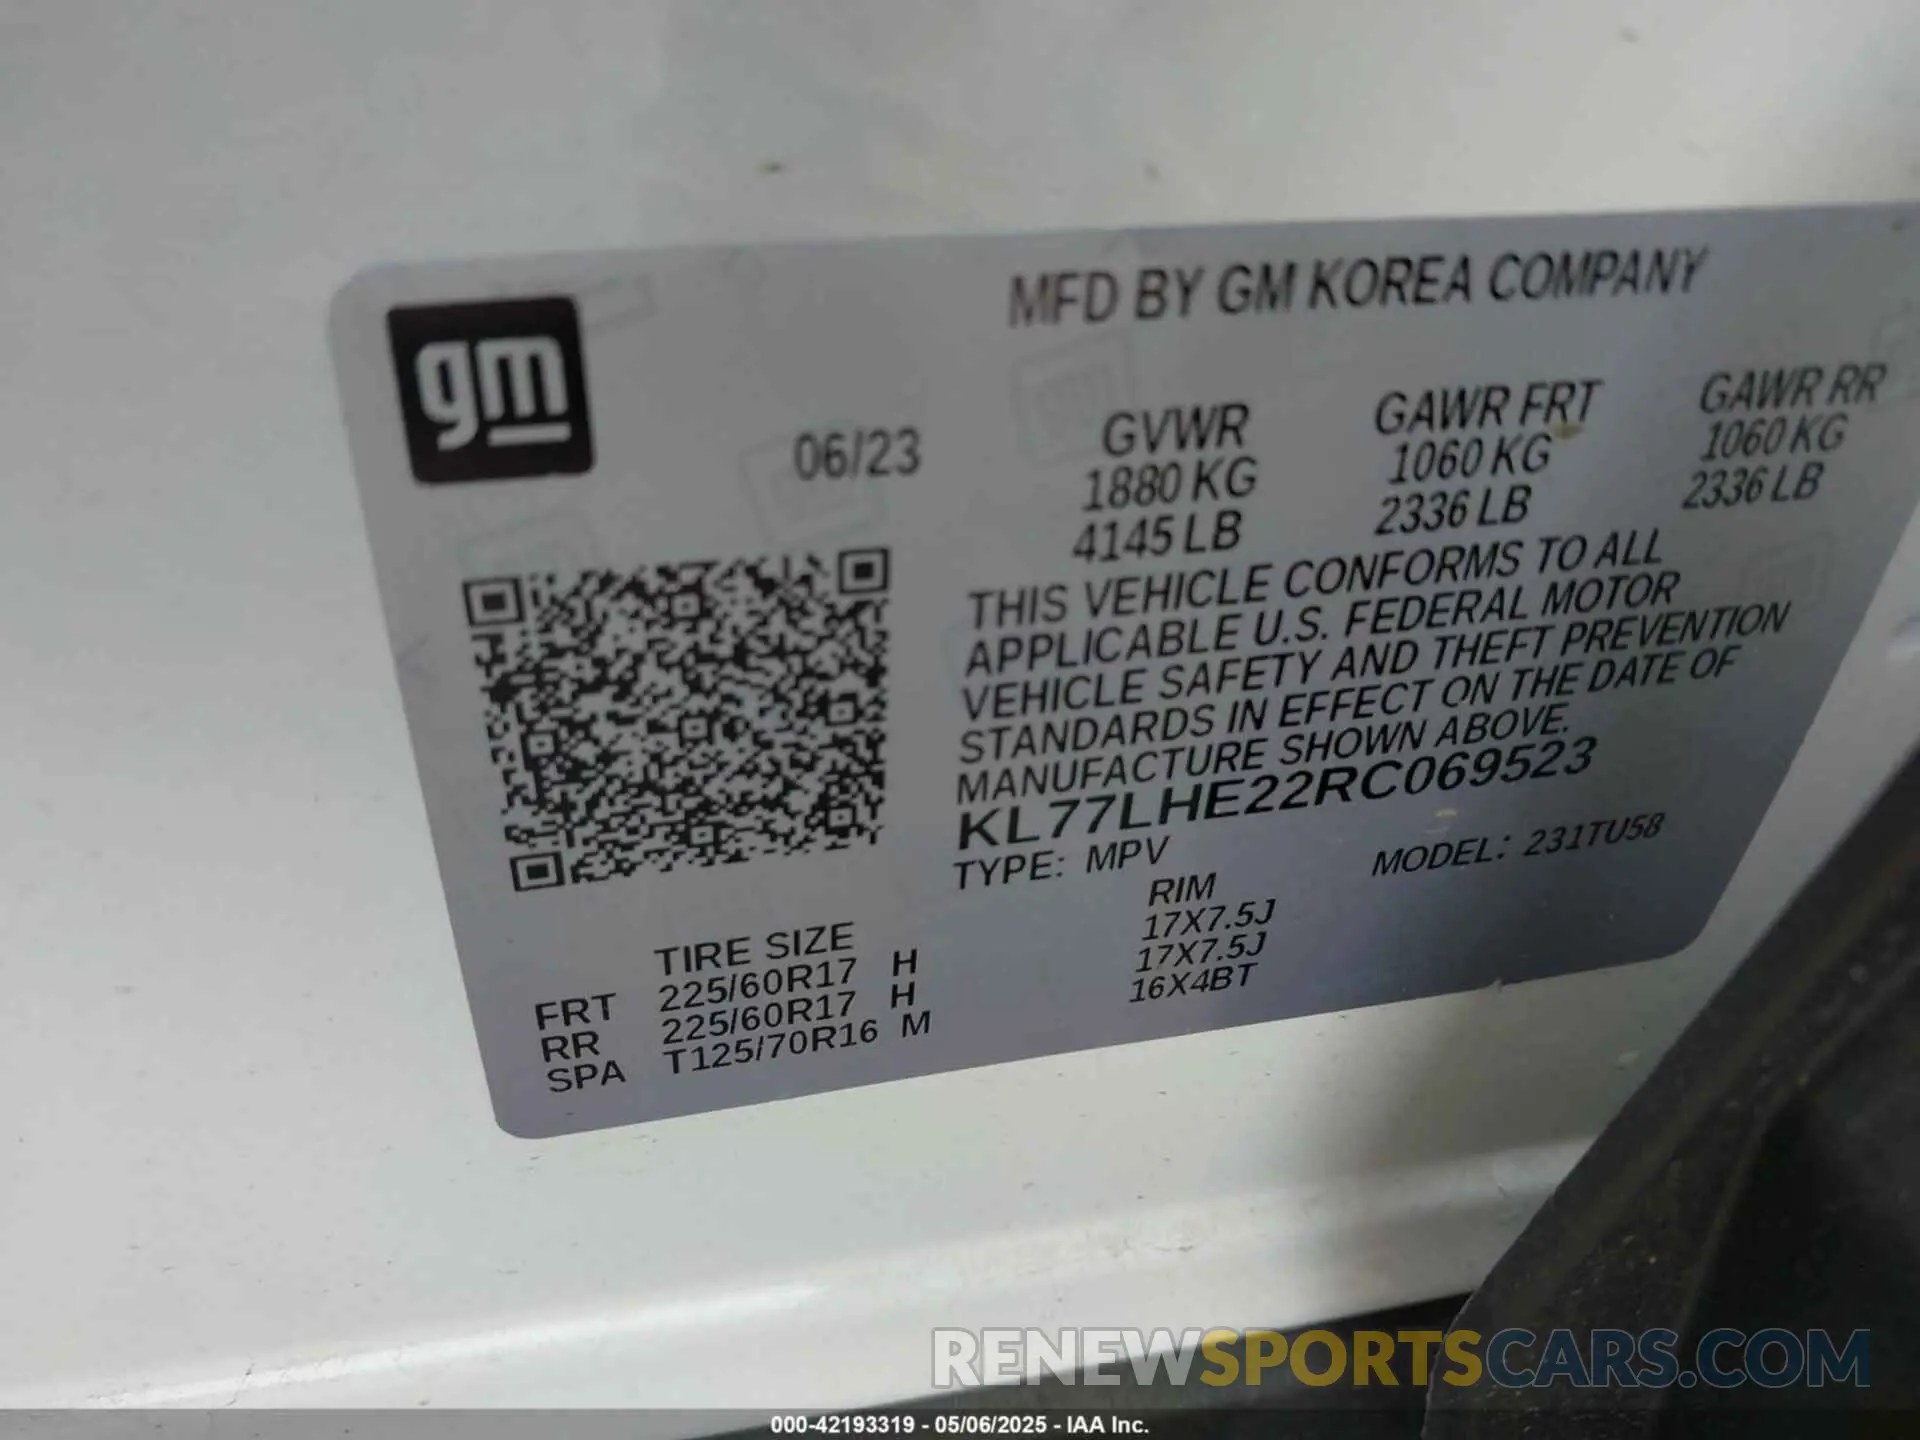 gm
MFD BY GM KOREA COMPANY
06/23
GVWR GAWR FRT GAWR RR
1880 KG 1060 KG 1060 KG
4145 LB 2336 LB 2336 LB
THIS VEHICLE CONFORMS TO ALL
APPLICABLE U.S. FEDERAL MOTOR
VEHICLE SAFETY AND THEFT PREVENTION
STANDARDS IN EFFECT ON THE DATE OF
MANUFACTURE SHOWN ABOVE.
KL77LHE22RC069523
TYPE: MPV MODEL: 231TU58
TIRE SIZE RIM
FRT 225/60R17 H 17X7.5J
RR 225/60R17 H 17X7.5J
SPA T125/70R16 M 16X4BT
RENEWSPORTSCARS.COM
000-42193319 - 05/06/2025 - IAA Inc.